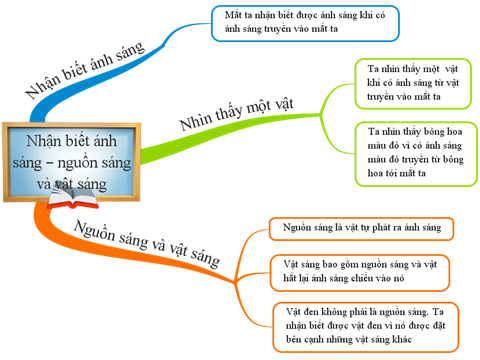 Nhận biết ánh
sáng – nguồn sáng
và vật sáng
Nhận biết ánh sáng
Mắt ta nhận biết được ánh sáng khi có
ánh sáng truyền vào mắt ta
Nhìn thấy một vật
Ta nhìn thấy một vật
khi có ánh sáng từ vật
truyền vào mắt ta
Ta nhìn thấy bông hoa
màu đỏ vì có ánh sáng
màu đỏ truyền từ bông
hoa tới mắt ta
Nguồn sáng và vật sáng
Nguồn sáng là vật tự phát ra ánh sáng
Vật sáng bao gồm nguồn sáng và vật
hắt lại ánh sáng chiếu vào nó
Vật đen không phải là nguồn sáng. Ta
nhận biết được vật đen vì nó được đặt
bên cạnh những vật sáng khác